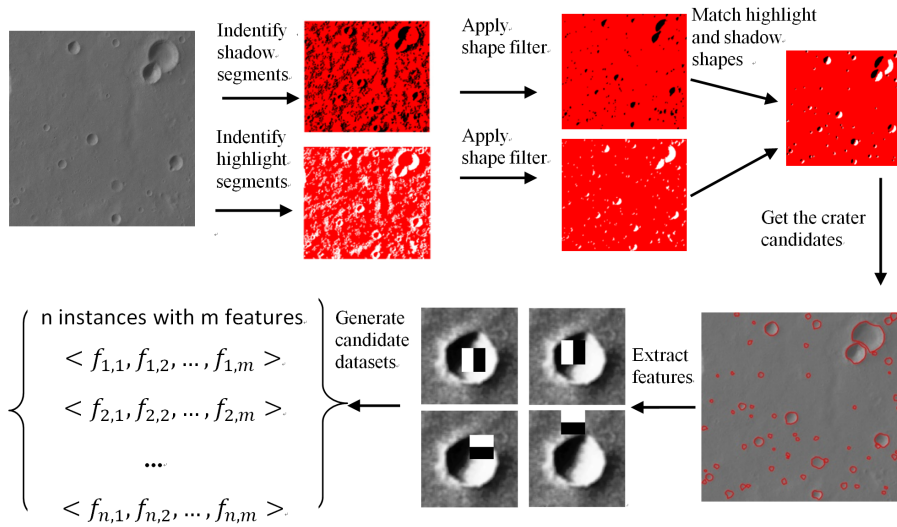 Indentify
shadow
segments
Apply
shape filter
Match highlight
and shadow
shapes
Indentify
highlight
segments
Apply
shape filter
Get the crater
candidates
Extract
features
Generate
candidate
datasets
n instances with m features
< f1,1, f1,2, ..., f1,m >
< f2,1, f2,2, ..., f2,m >
...
< fn,1, fn,2, ..., fn,m >